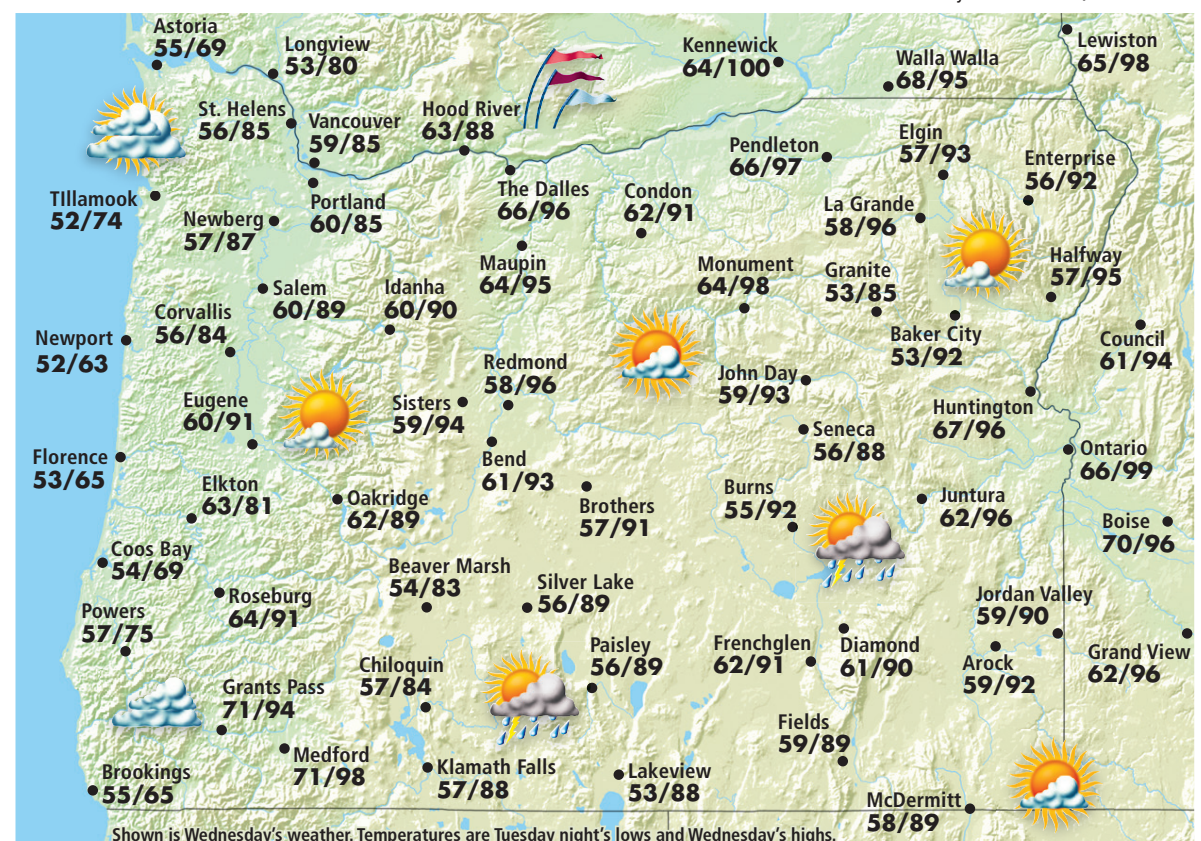 Astoria
55/69
Longview
53/80
Kennewick
64/100
Walla Walla
68/95
Lewiston
65/98
St. Helens
56/85
Vancouver
59/85
Hood River
63/88
Pendleton
66/97
Elgin
57/93
Enterprise
56/92
TIllamook
52/74
Newberg
57/87
Portland
60/85
The Dalles
66/96
Condon
62/91
La Grande
58/96
Maupin
64/95
Monument
64/98
Granite
53/85
Halfway
57/95
Salem
60/89
Idanha
60/90
Corvallis
56/84
Newport
52/63
Baker City
53/92
Council
61/94
Redmond
58/96
John Day
59/93
Eugene
60/91
Sisters
59/94
Huntington
67/96
Seneca
56/88
Ontario
66/99
Florence
53/65
Bend
61/93
Elkton
63/81
Oakridge
62/89
Brothers
57/91
Burns
55/92
Juntura
62/96
Boise
70/96
Coos Bay
54/69
Beaver Marsh
54/83
Silver Lake
56/89
Roseburg
64/91
Jordan Valley
59/90
Powers
57/75
Paisley
56/89
Frenchglen
62/91
Diamond
61/90
Arock
59/92
Grand View
62/96
Chiloquin
57/84
Grants Pass
71/94
Fields
59/89
Medford
71/98
Klamath Falls
57/88
Lakeview
53/88
Brookings
55/65
McDermitt
58/89
Shown is Wednesday's weather. Temperatures are Tuesday night's lows and Wednesday's highs.